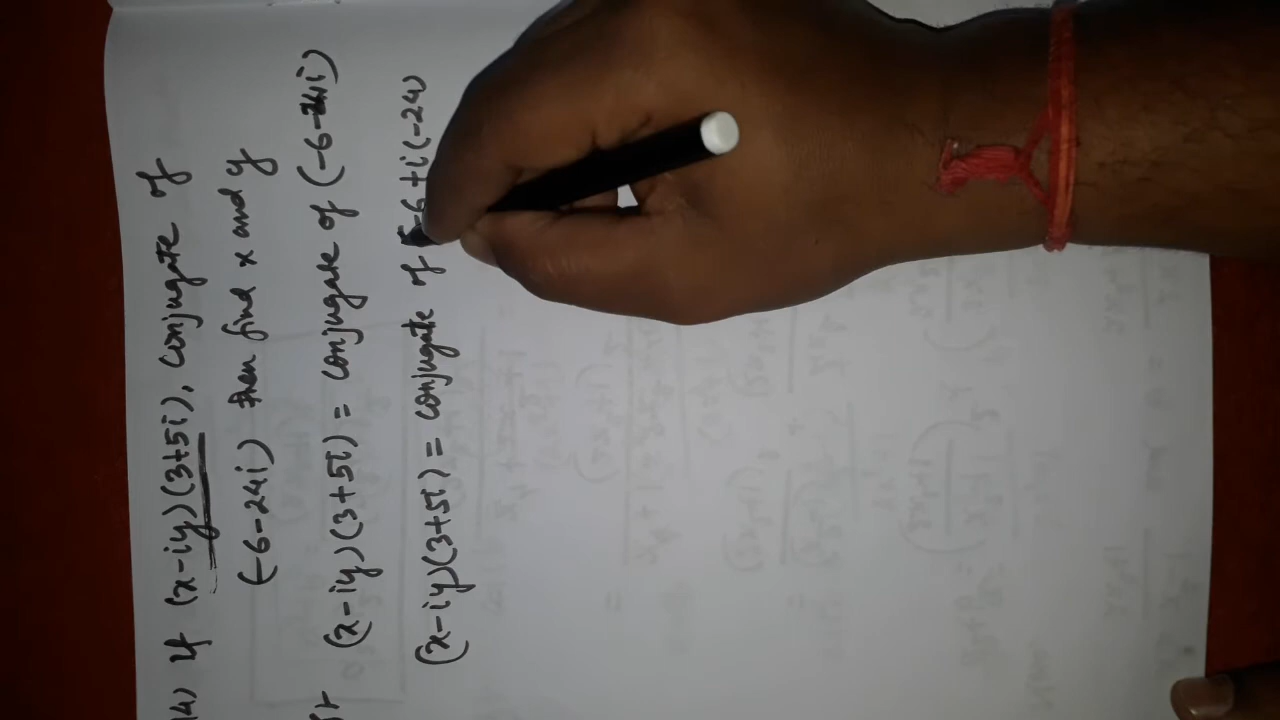 14) If (x-iy)(3+5i), conjugate of
(-6-24i) then find x and y
(x-iy)(3+5i) = conjugate of (-6-24i)
(x-iy)(3+5i) = conjugate of -6+i(-24)